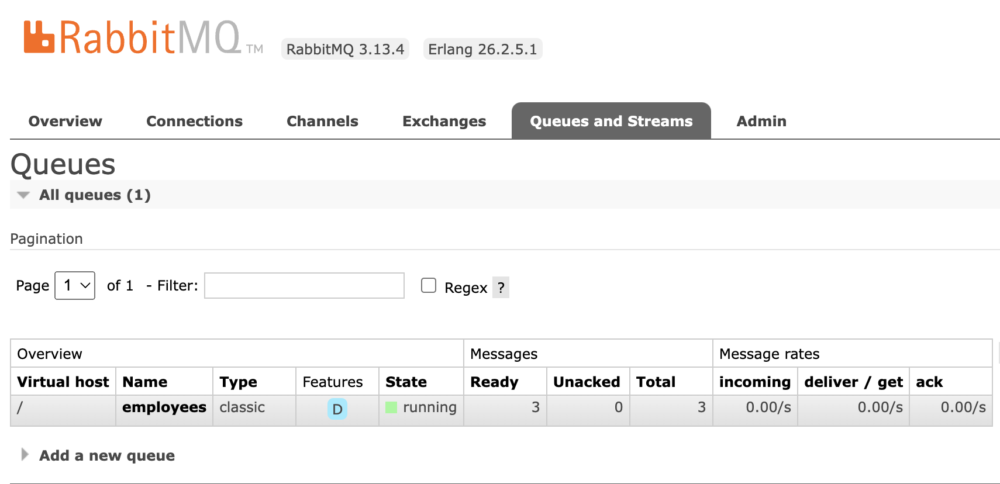 RabbitMQ TM RabbitMQ 3.13.4 Erlang 26.2.5.1
Overview Connections Channels Exchanges Queues and Streams Admin
Queues
All queues (1)
Pagination
Page 1 of 1 - Filter: Regex ?
Overview Messages Message rates
Virtual host Name Type Features State Ready Unacked Total incoming deliver / get ack
/ employees classic D running 3 0 3 0.00/s 0.00/s 0.00/s
Add a new queue